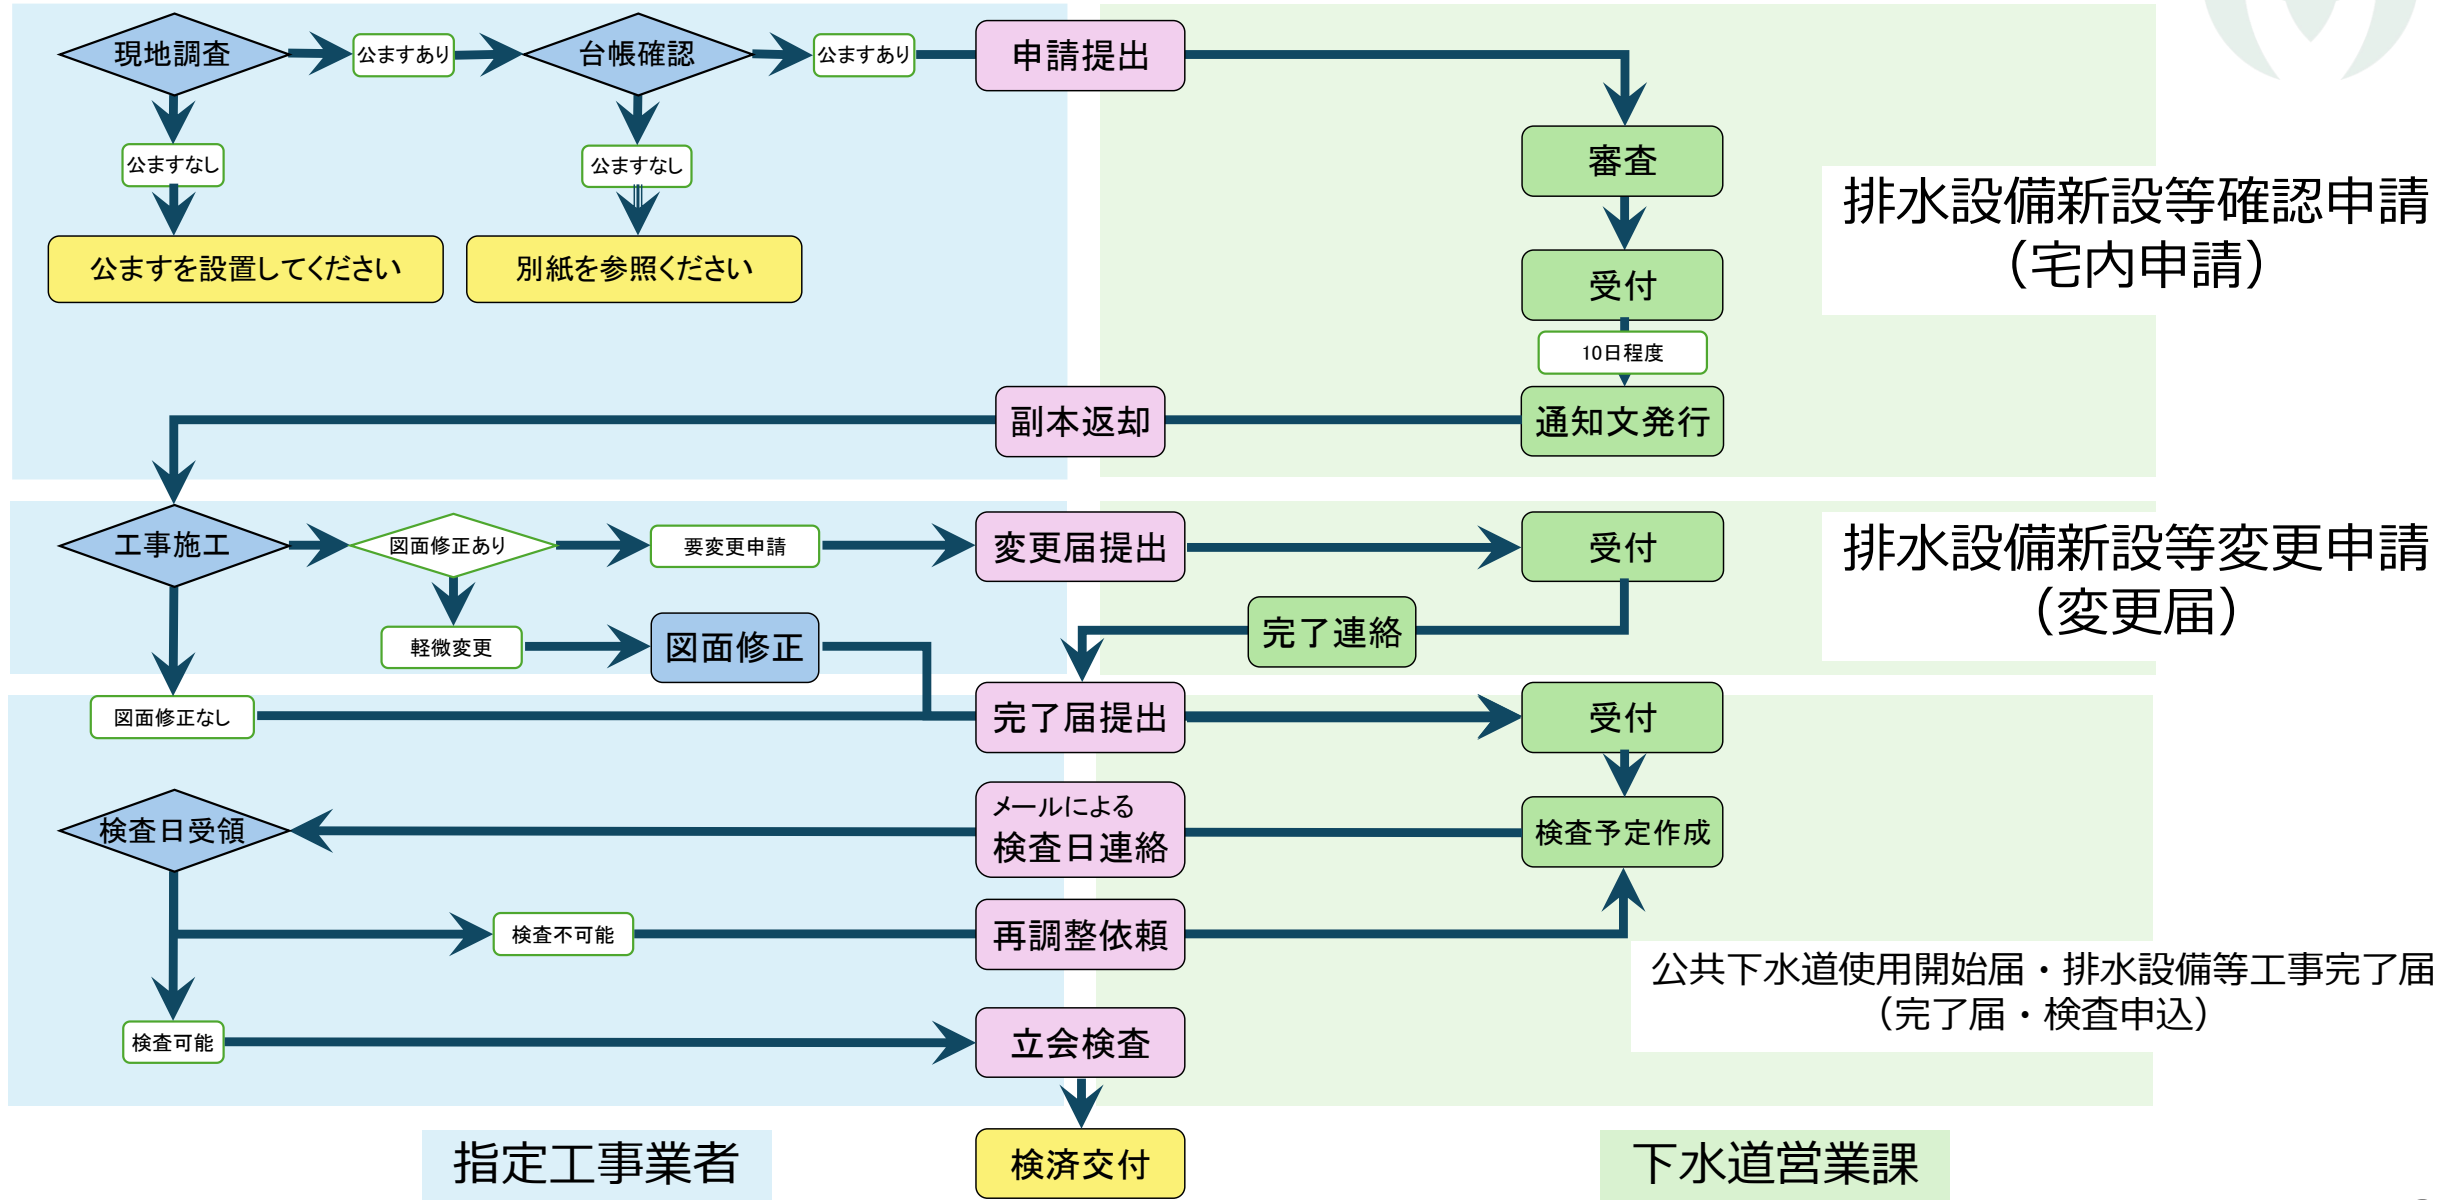 現地調査
公ますあり
台帳確認
公ますあり
申請提出
公ますなし
公ますなし
審査
公ますを設置してください
別紙を参照ください
受付
10日程度
排水設備新設等確認申請
（宅内申請）
副本返却
通知文発行
工事施工
図面修正あり
要変更申請
変更届提出
受付
排水設備新設等変更申請
（変更届）
軽微変更
図面修正
完了連絡
図面修正なし
完了届提出
受付
検査日受領
メールによる
検査日連絡
検査予定作成
検査不可能
再調整依頼
公共下水道使用開始届・排水設備等工事完了届
（完了届・検査申込）
検査可能
立会検査
指定工事業者
検済交付
下水道営業課